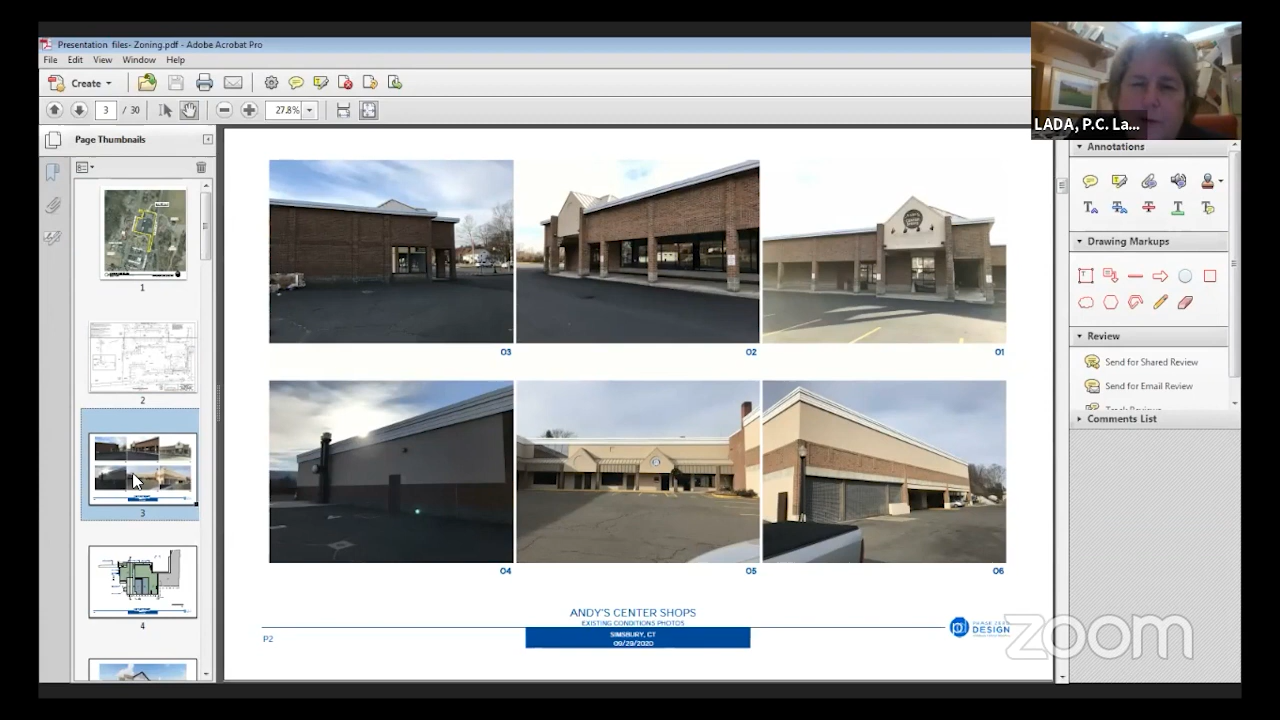 Presentation files- Zoning.pdf - Adobe Acrobat Pro
File Edit View Window Help
Create
3 / 30
27.8%
Page Thumbnails
1
2
3
4
03
02
01
04
05
06
ANDY'S CENTER SHOPS
EXISTING CONDITIONS PHOTOS
SIMSBURY, CT
09/29/2020
P2
DESIGN
LADA, P.C. La...
Annotations
Drawing Markups
Review
Send for Shared Review
Send for Email Review
Track Reviews
Comments List
zoom